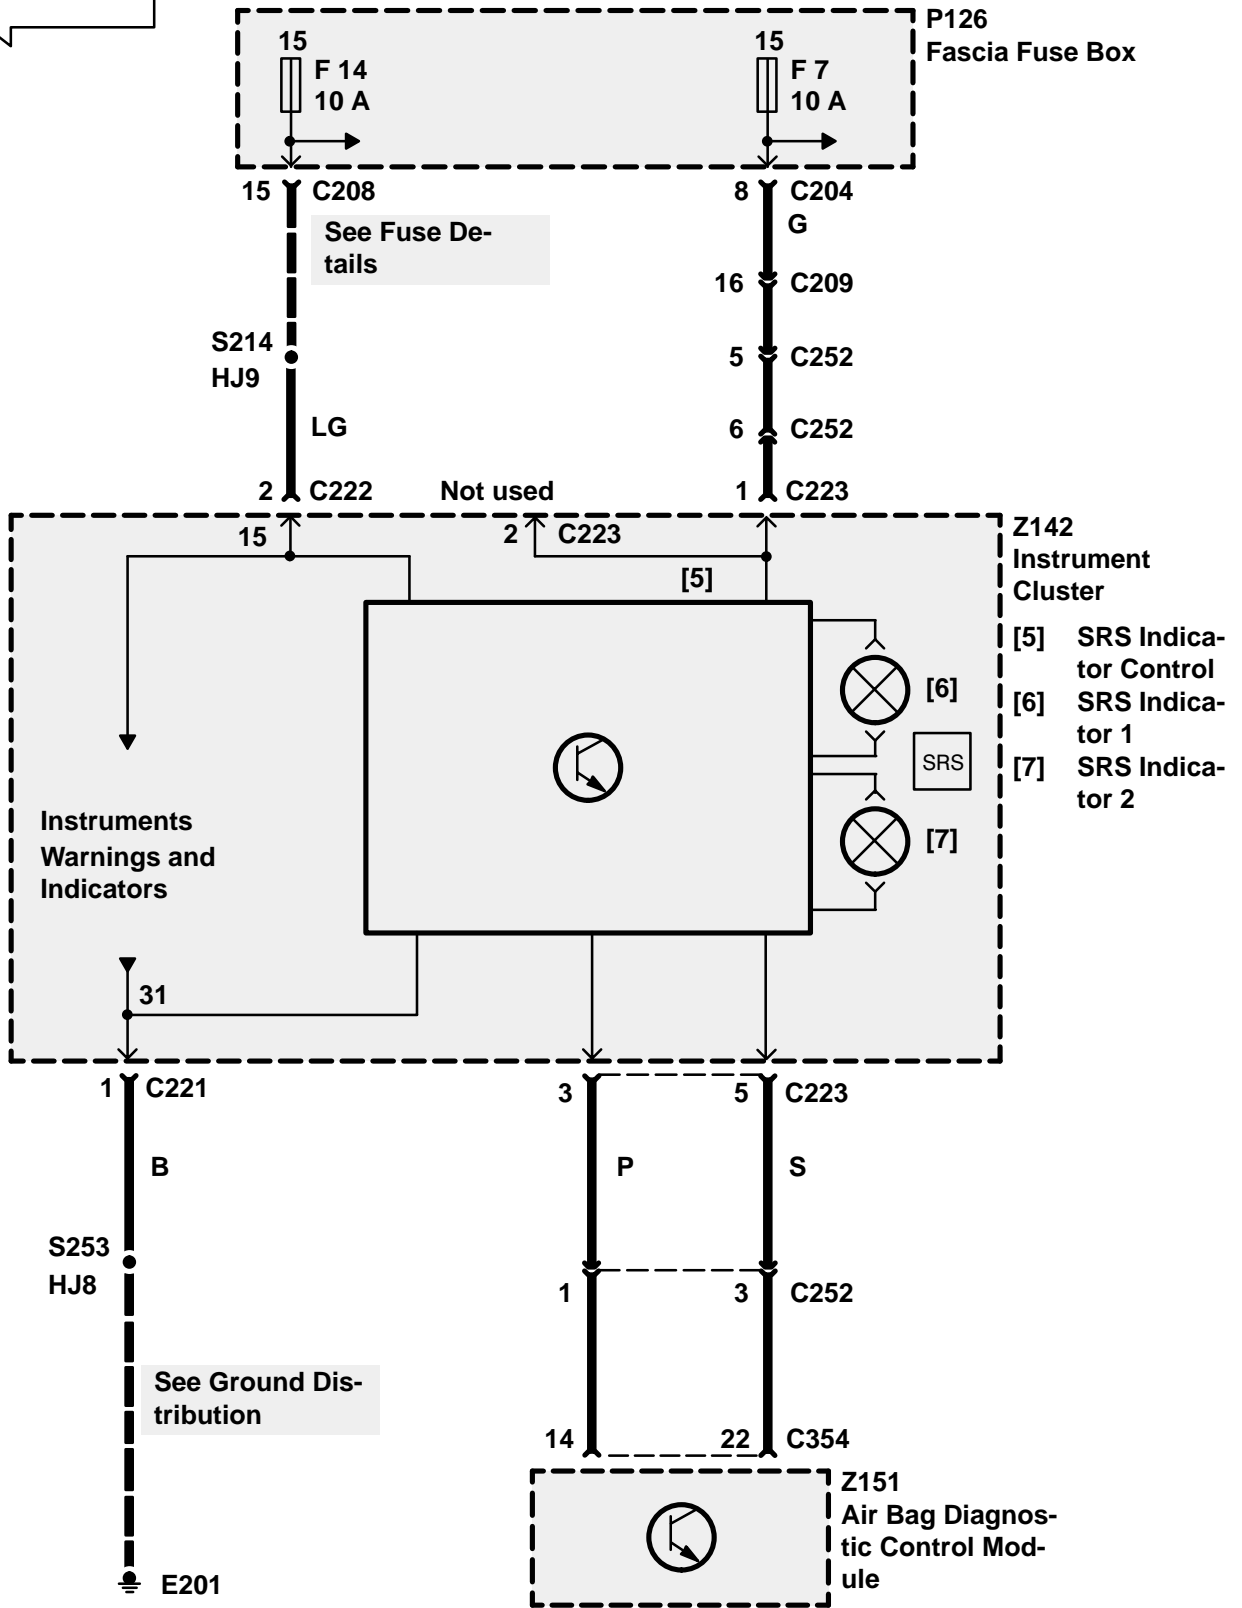 P126
Fascia Fuse Box
15
F 14
10 A
15
F 7
10 A
15 C208
8 C204
G
See Fuse De-
tails
16 C209
S214
HJ9
5 C252
LG
6 C252
2 C222
Not used
1 C223
15
2 C223
[5]
Z142
Instrument
Cluster
[5] SRS Indica-
tor Control
[6] SRS Indica-
tor 1
[7] SRS Indica-
tor 2
[6]
SRS
[7]
Instruments
Warnings and
Indicators
31
1 C221
3
5 C223
B
P
S
S253
HJ8
1
3 C252
See Ground Dis-
tribution
14
22 C354
Z151
Air Bag Diagnos-
tic Control Mod-
ule
E201